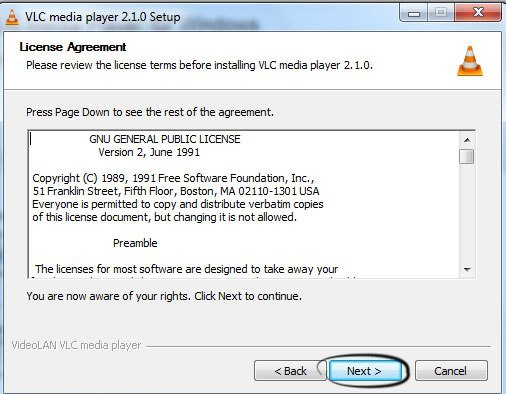 VLC media player 2.1.0 Setup
License Agreement
Please review the license terms before installing VLC media player 2.1.0.
Press Page Down to see the rest of the agreement.
GNU GENERAL PUBLIC LICENSE
Version 2, June 1991
Copyright (C) 1989, 1991 Free Software Foundation, Inc.,
51 Franklin Street, Fifth Floor, Boston, MA 02110-1301 USA
Everyone is permitted to copy and distribute verbatim copies
of this license document, but changing it is not allowed.
Preamble
The licenses for most software are designed to take away your
You are now aware of your rights. Click Next to continue.
VideoLAN VLC media player
< Back
Next >
Cancel